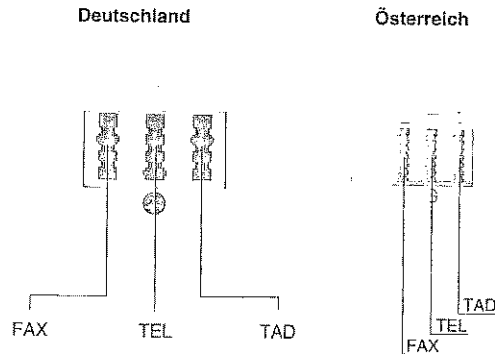 Deutschland
FAX
TEL
TAD
Österreich
TAD
TEL
FAX